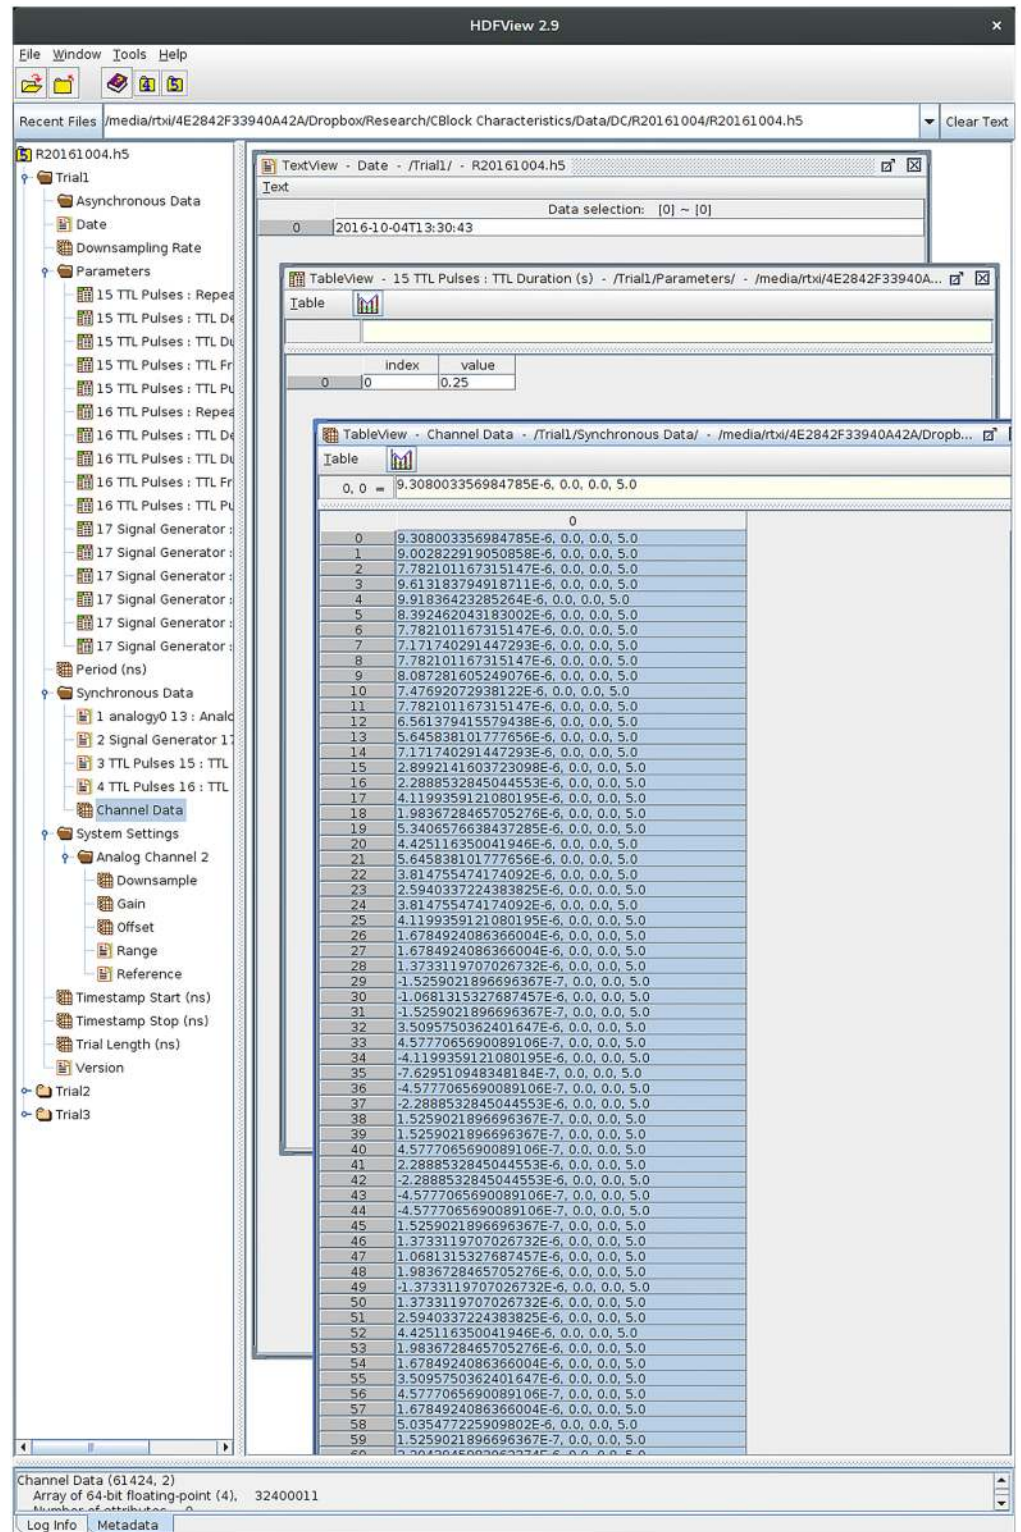 HDFView 2.9
File Window Tools Help
Recent Files /media/rtxi/4E2842F33940A42A/Dropbox/Research/CBlock Characteristics/Data/DC/R20161004/R20161004.h5 Clear Text
R20161004.h5
Trial1
Asynchronous Data
Date
Downsampling Rate
Parameters
15 TTL Pulses : Repea
15 TTL Pulses : TTL De
15 TTL Pulses : TTL Du
15 TTL Pulses : TTL Fr
15 TTL Pulses : TTL Pu
16 TTL Pulses : Repea
16 TTL Pulses : TTL De
16 TTL Pulses : TTL Du
16 TTL Pulses : TTL Fr
16 TTL Pulses : TTL Pu
17 Signal Generator :
17 Signal Generator :
17 Signal Generator :
17 Signal Generator :
17 Signal Generator :
17 Signal Generator :
Period (ns)
Synchronous Data
1 analogy0 13 : Analo
2 Signal Generator 17
3 TTL Pulses 15 : TTL
4 TTL Pulses 16 : TTL
Channel Data
System Settings
Analog Channel 2
Downsample
Gain
Offset
Range
Reference
Timestamp Start (ns)
Timestamp Stop (ns)
Trial Length (ns)
Version
Trial2
Trial3
TextView - Date - /Trial1/ - R20161004.h5
Text
Data selection: [0] ~ [0]
0 2016-10-04T13:30:43
TableView - 15 TTL Pulses : TTL Duration (s) - /Trial1/Parameters/ - /media/rtxi/4E2842F33940A...
Table
index value
0 0 0.25
TableView - Channel Data - /Trial1/Synchronous Data/ - /media/rtxi/4E2842F33940A42A/Dropb...
Table
0, 0 = 9.308003356984785E-6, 0.0, 0.0, 5.0
0
0 9.308003356984785E-6, 0.0, 0.0, 5.0
1 9.002822919050858E-6, 0.0, 0.0, 5.0
2 7.782101167315147E-6, 0.0, 0.0, 5.0
3 9.613183794918711E-6, 0.0, 0.0, 5.0
4 9.91836423285264E-6, 0.0, 0.0, 5.0
5 8.392462043183002E-6, 0.0, 0.0, 5.0
6 7.782101167315147E-6, 0.0, 0.0, 5.0
7 7.171740291447293E-6, 0.0, 0.0, 5.0
8 7.782101167315147E-6, 0.0, 0.0, 5.0
9 8.087281605249076E-6, 0.0, 0.0, 5.0
10 7.47692072938122E-6, 0.0, 0.0, 5.0
11 7.782101167315147E-6, 0.0, 0.0, 5.0
12 6.561379415579438E-6, 0.0, 0.0, 5.0
13 5.645838101777656E-6, 0.0, 0.0, 5.0
14 7.171740291447293E-6, 0.0, 0.0, 5.0
15 2.8992141603723098E-6, 0.0, 0.0, 5.0
16 2.2888532845044553E-6, 0.0, 0.0, 5.0
17 4.1199359121080195E-6, 0.0, 0.0, 5.0
18 1.9836728465705276E-6, 0.0, 0.0, 5.0
19 5.3406576638437285E-6, 0.0, 0.0, 5.0
20 4.425116350041946E-6, 0.0, 0.0, 5.0
21 5.645838101777656E-6, 0.0, 0.0, 5.0
22 3.814755474174092E-6, 0.0, 0.0, 5.0
23 2.5940337224383825E-6, 0.0, 0.0, 5.0
24 3.814755474174092E-6, 0.0, 0.0, 5.0
25 4.1199359121080195E-6, 0.0, 0.0, 5.0
26 1.6784924086366004E-6, 0.0, 0.0, 5.0
27 1.6784924086366004E-6, 0.0, 0.0, 5.0
28 1.3733119707026732E-6, 0.0, 0.0, 5.0
29 -1.5259021896696367E-7, 0.0, 0.0, 5.0
30 -1.0681315327687457E-6, 0.0, 0.0, 5.0
31 -1.5259021896696367E-7, 0.0, 0.0, 5.0
32 3.5095750362401647E-6, 0.0, 0.0, 5.0
33 4.5777065690089106E-7, 0.0, 0.0, 5.0
34 -4.1199359121080195E-6, 0.0, 0.0, 5.0
35 -7.629510948348184E-7, 0.0, 0.0, 5.0
36 -4.5777065690089106E-7, 0.0, 0.0, 5.0
37 -2.2888532845044553E-6, 0.0, 0.0, 5.0
38 1.5259021896696367E-7, 0.0, 0.0, 5.0
39 1.5259021896696367E-7, 0.0, 0.0, 5.0
40 4.5777065690089106E-7, 0.0, 0.0, 5.0
41 2.2888532845044553E-6, 0.0, 0.0, 5.0
42 -2.2888532845044553E-6, 0.0, 0.0, 5.0
43 -4.5777065690089106E-7, 0.0, 0.0, 5.0
44 -4.5777065690089106E-7, 0.0, 0.0, 5.0
45 1.5259021896696367E-7, 0.0, 0.0, 5.0
46 1.3733119707026732E-6, 0.0, 0.0, 5.0
47 1.0681315327687457E-6, 0.0, 0.0, 5.0
48 1.9836728465705276E-6, 0.0, 0.0, 5.0
49 -1.3733119707026732E-6, 0.0, 0.0, 5.0
50 1.3733119707026732E-6, 0.0, 0.0, 5.0
51 2.5940337224383825E-6, 0.0, 0.0, 5.0
52 4.425116350041946E-6, 0.0, 0.0, 5.0
53 1.9836728465705276E-6, 0.0, 0.0, 5.0
54 1.6784924086366004E-6, 0.0, 0.0, 5.0
55 3.5095750362401647E-6, 0.0, 0.0, 5.0
56 4.5777065690089106E-7, 0.0, 0.0, 5.0
57 1.6784924086366004E-6, 0.0, 0.0, 5.0
58 5.035477225909802E-6, 0.0, 0.0, 5.0
59 1.5259021896696367E-7, 0.0, 0.0, 5.0
Channel Data (61424, 2)
Array of 64-bit floating-point (4), 32400011
Number of attributes = 0
Log Info Metadata